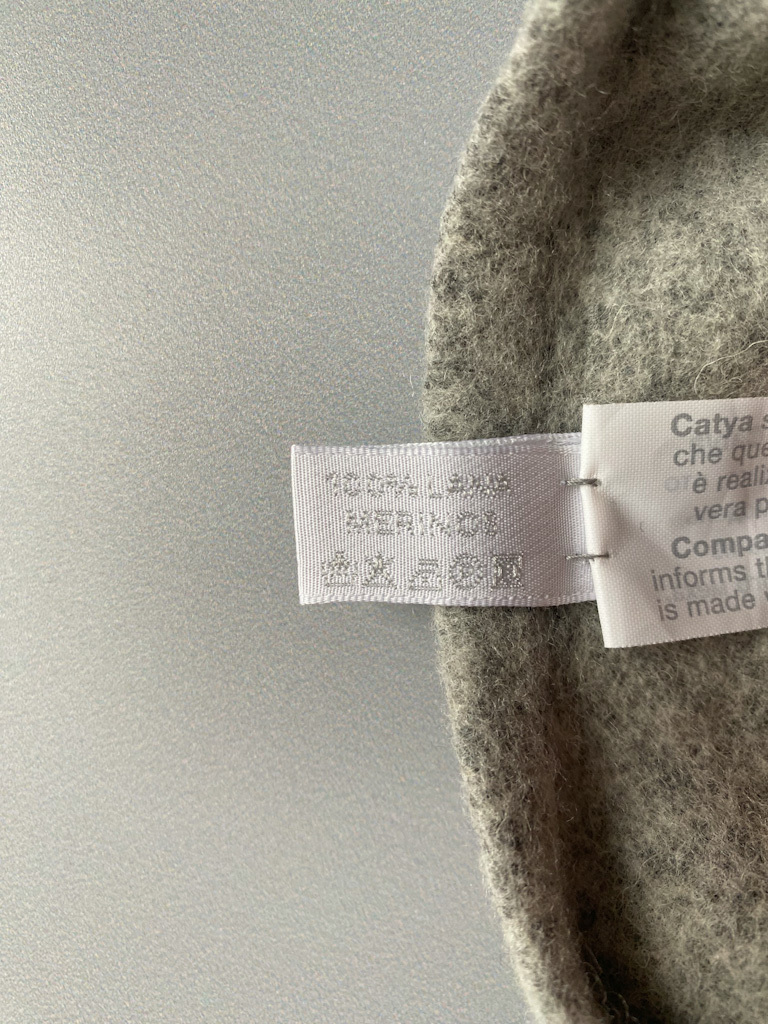 100% LANA
MERINOS
Catya s
che que
è realiz
vera p
Compa
informs th
is made